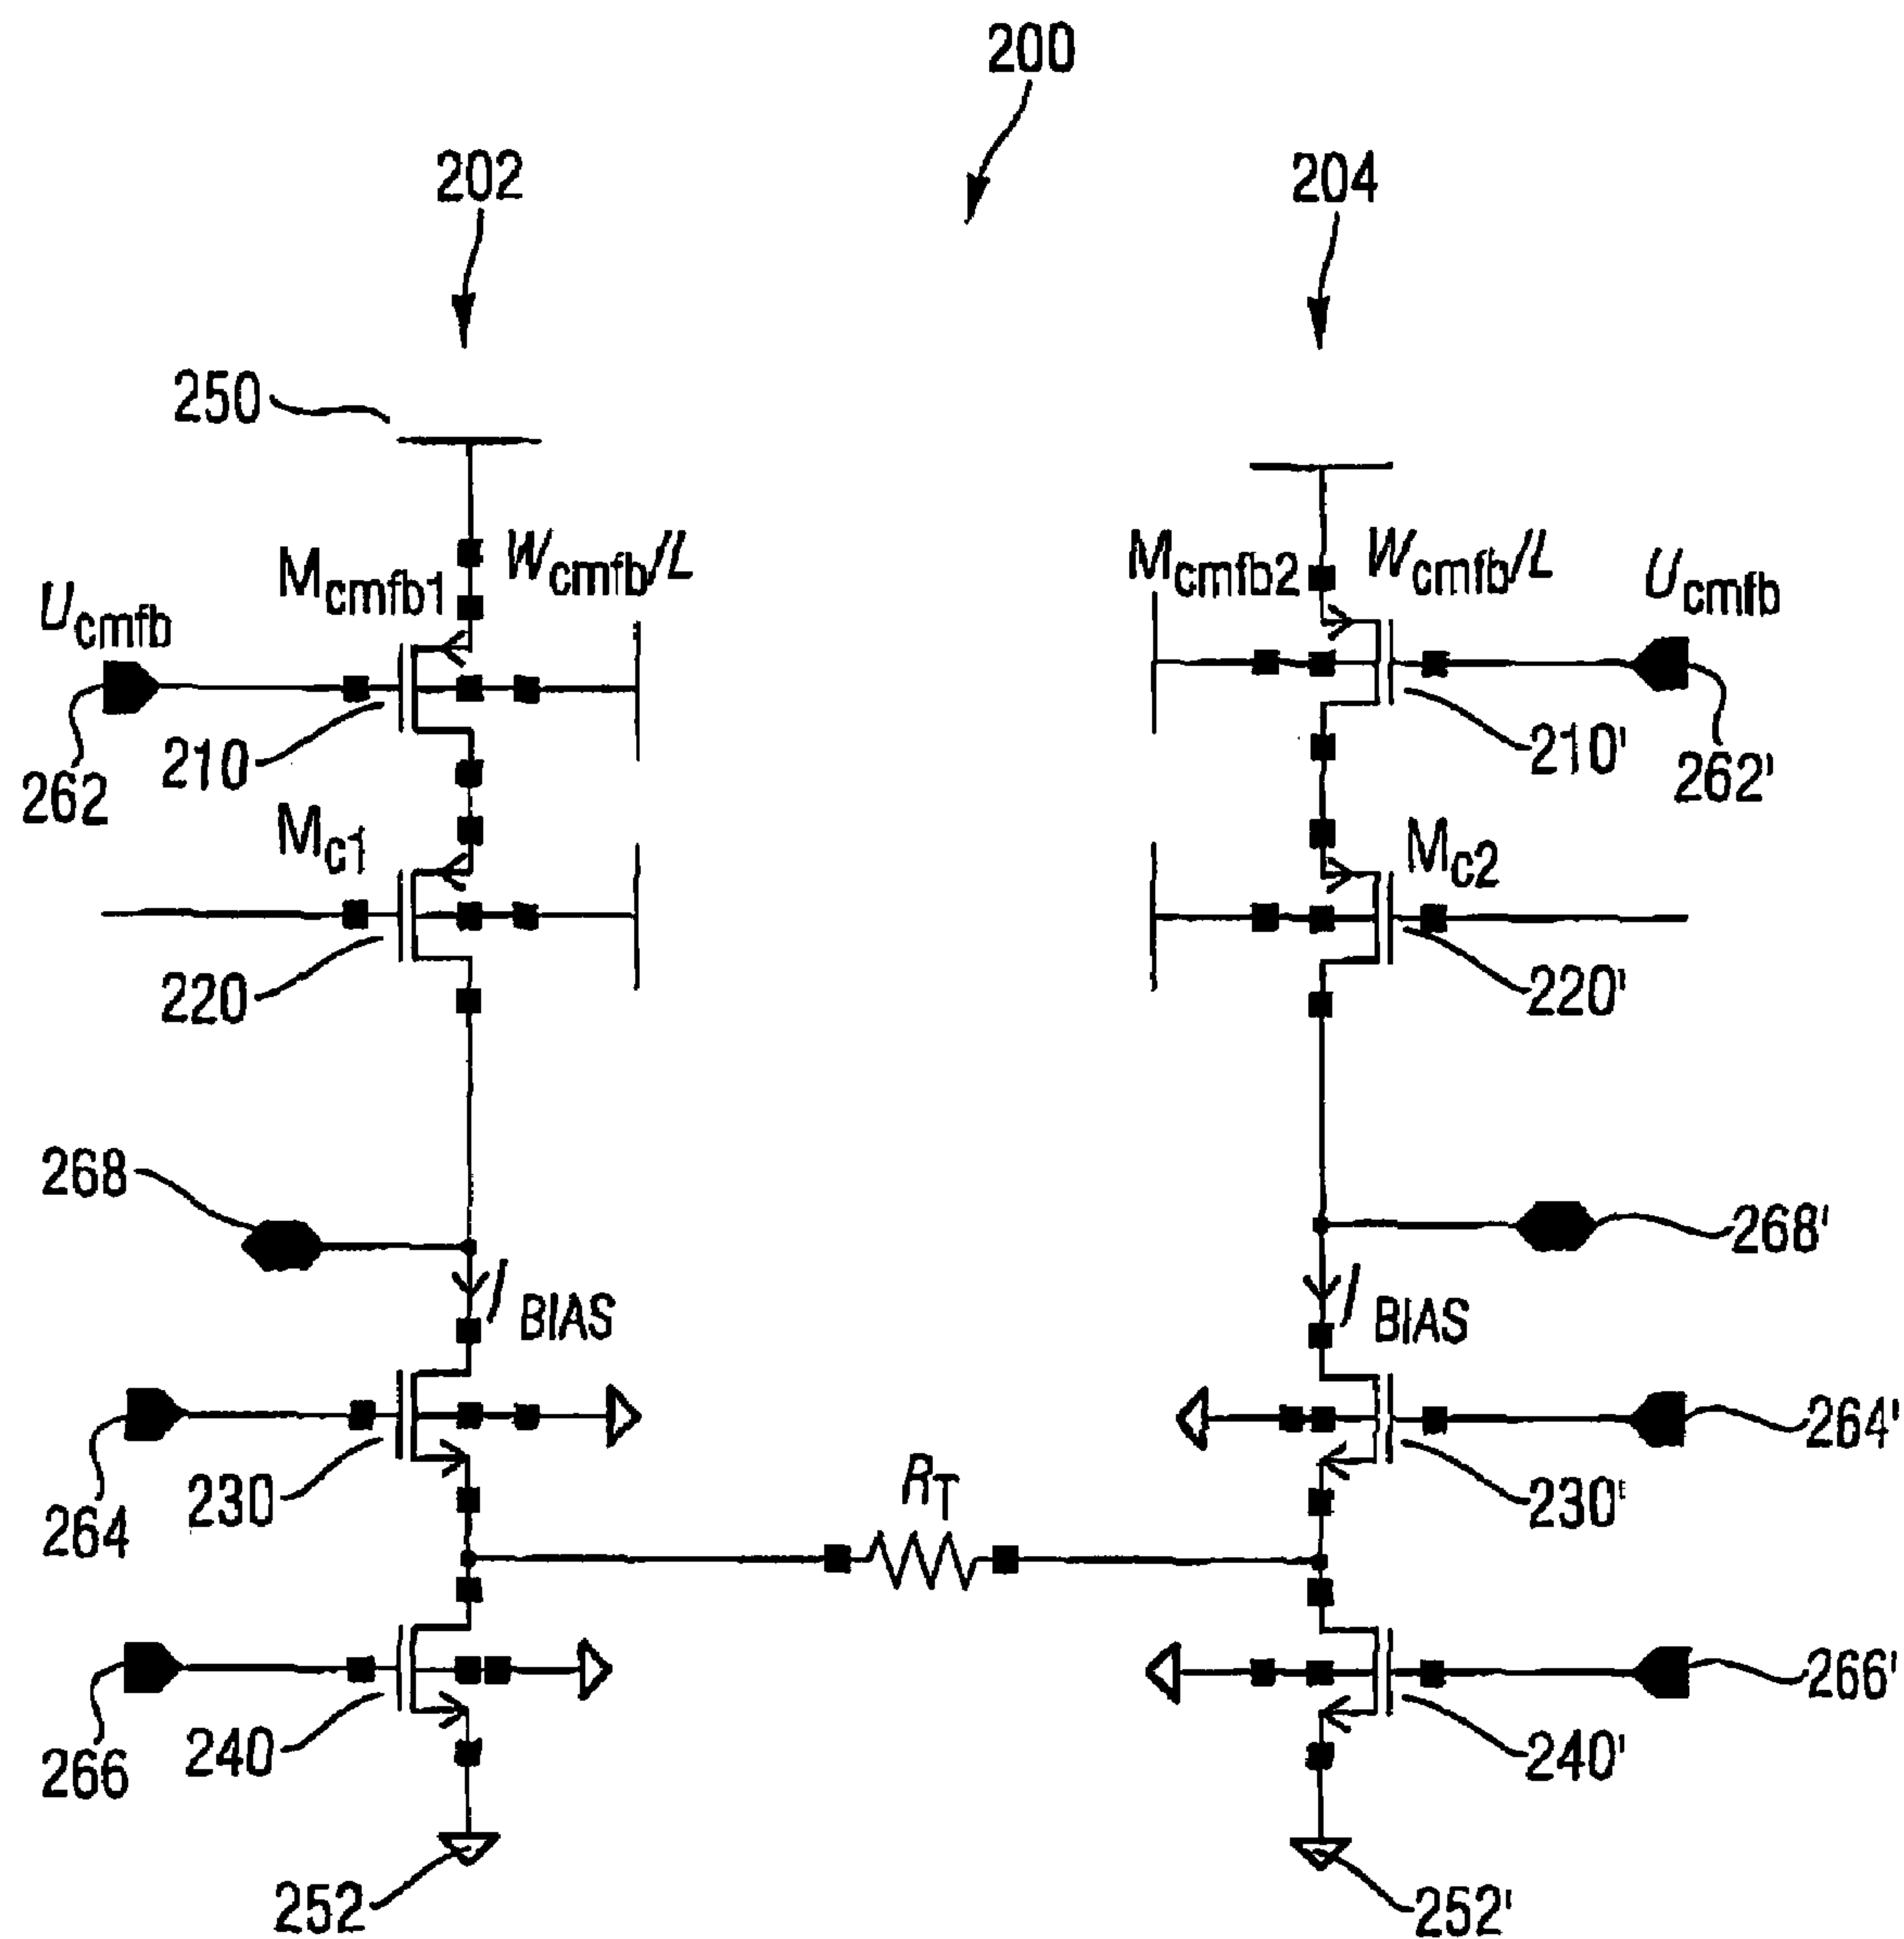 200
202 204
250
Mcmfb1 Wcmfb/L Mcmfb2 Wcmfb/L Ucmfb
Ucmfb
210 210'
262 262'
Mc1 Mc2
220 220'
268 268'
IBIAS IBIAS
264 230 RT 230' 264'
266 240 240' 266'
252 252'